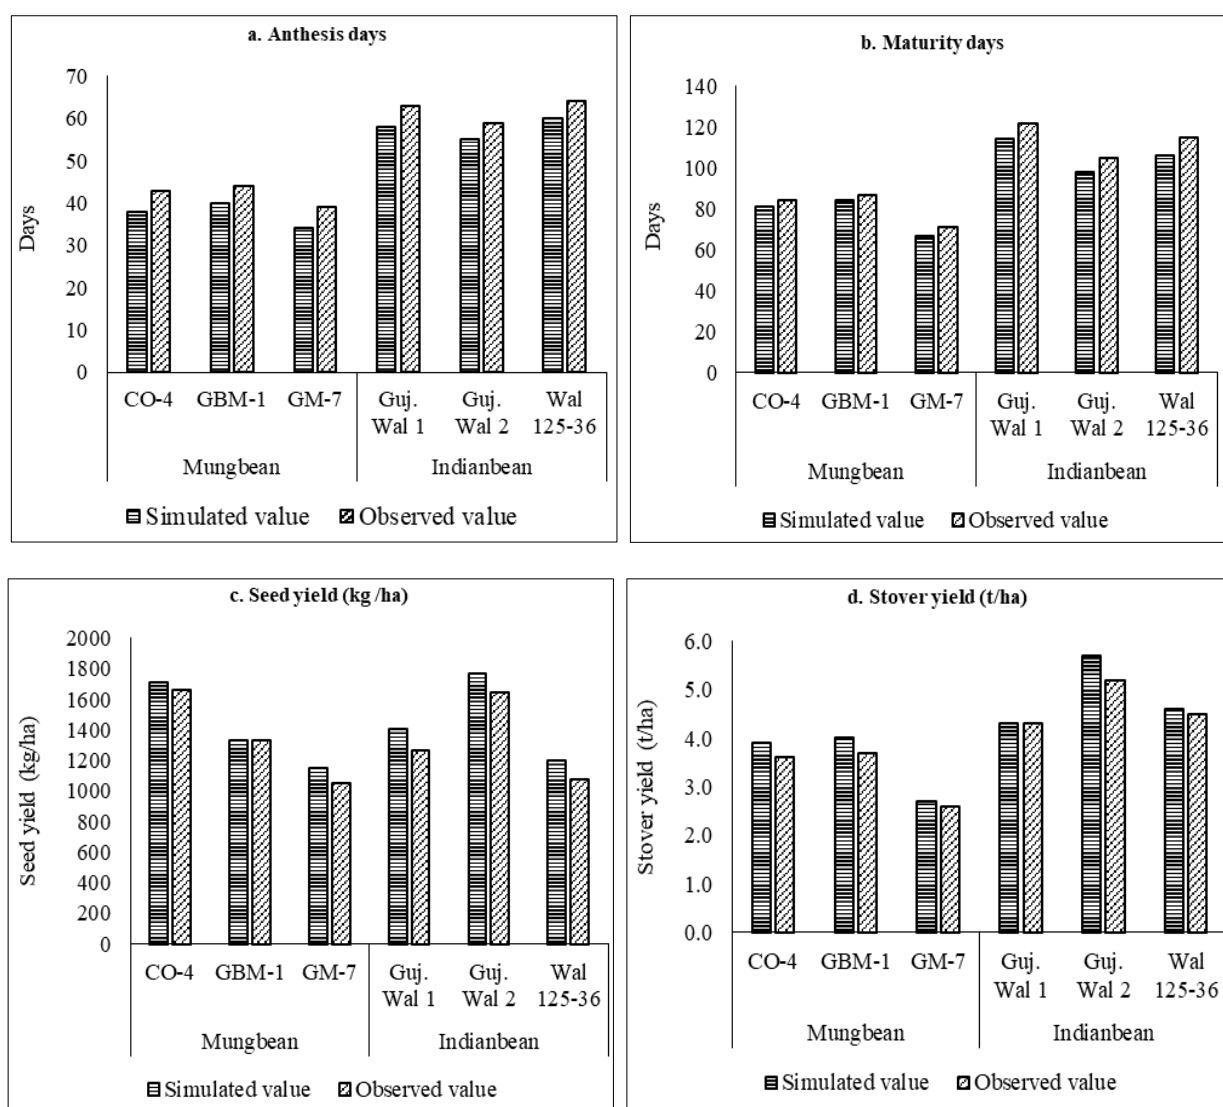 a. Anthesis days
70
60
50
40
30
20
10
0
Days
CO-4 GBM-1 GM-7 Guj. Wal 1 Guj. Wal 2 Wal 125-36
Mungbean Indianbean
Simulated value Observed value
b. Maturity days
140
120
100
80
60
40
20
0
Days
CO-4 GBM-1 GM-7 Guj. Wal 1 Guj. Wal 2 Wal 125-36
Mungbean Indianbean
Simulated value Observed value
c. Seed yield (kg /ha)
2000
1800
1600
1400
1200
1000
800
600
400
200
0
Seed yield (kg/ha)
CO-4 GBM-1 GM-7 Guj. Wal 1 Guj. Wal 2 Wal 125-36
Mungbean Indianbean
Simulated value Observed value
d. Stover yield (t/ha)
6.0
5.0
4.0
3.0
2.0
1.0
0.0
Stover yield (t/ha)
CO-4 GBM-1 GM-7 Guj. Wal 1 Guj. Wal 2 Wal 125-36
Mungbean Indianbean
Simulated value Observed value